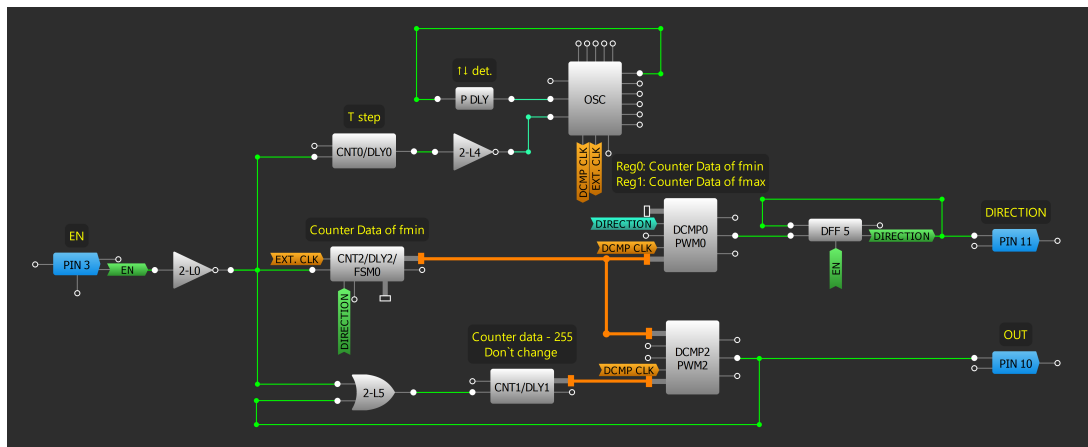 ↑↓ det.
P DLY
OSC
T step
CNT0/DLY0
2-L4
DCMP CLK
EXT. CLK
Reg0: Counter Data of fmin
Reg1: Counter Data of fmax
DIRECTION
DCMP0
PWM0
DCMP CLK
DFF 5
DIRECTION
EN
DIRECTION
PIN 11
EN
PIN 3
EN
2-L0
Counter Data of fmin
EXT. CLK
CNT2/DLY2/
FSM0
DIRECTION
Counter data - 255
Don`t change
DCMP2
PWM2
DCMP CLK
CNT1/DLY1
2-L5
OUT
PIN 10